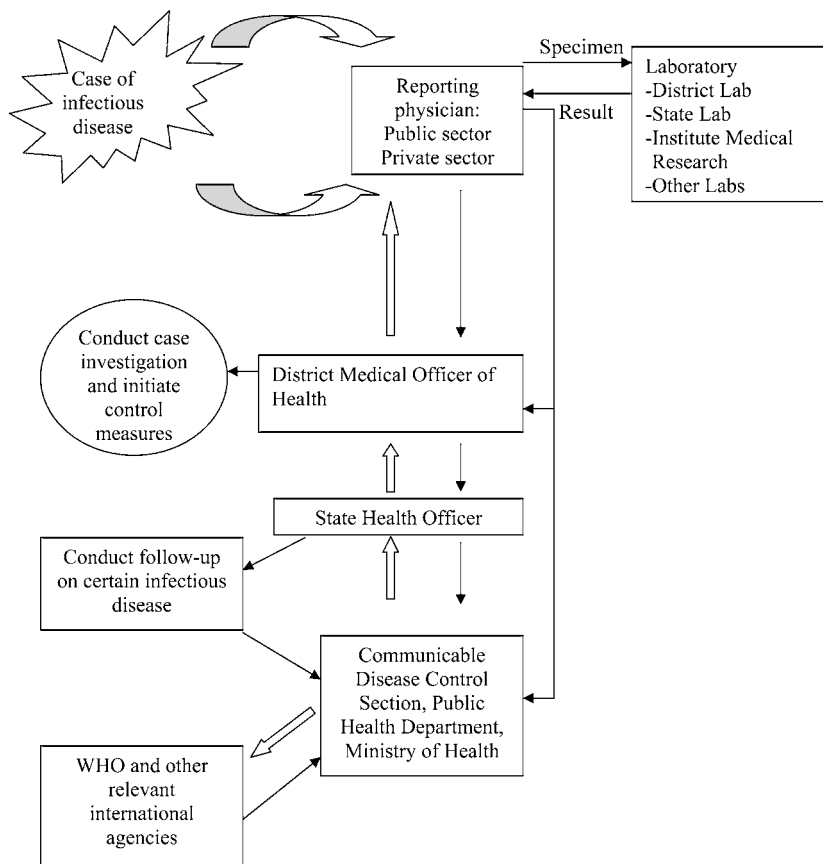 Case of
infectious
disease
Reporting
physician:
Public sector
Private sector
Specimen
Result
Laboratory
-District Lab
-State Lab
-Institute Medical
Research
-Other Labs
Conduct case
investigation
and initiate
control
measures
District Medical Officer of
Health
State Health Officer
Conduct follow-up
on certain infectious
disease
Communicable
Disease Control
Section, Public
Health Department,
Ministry of Health
WHO and other
relevant
international
agencies